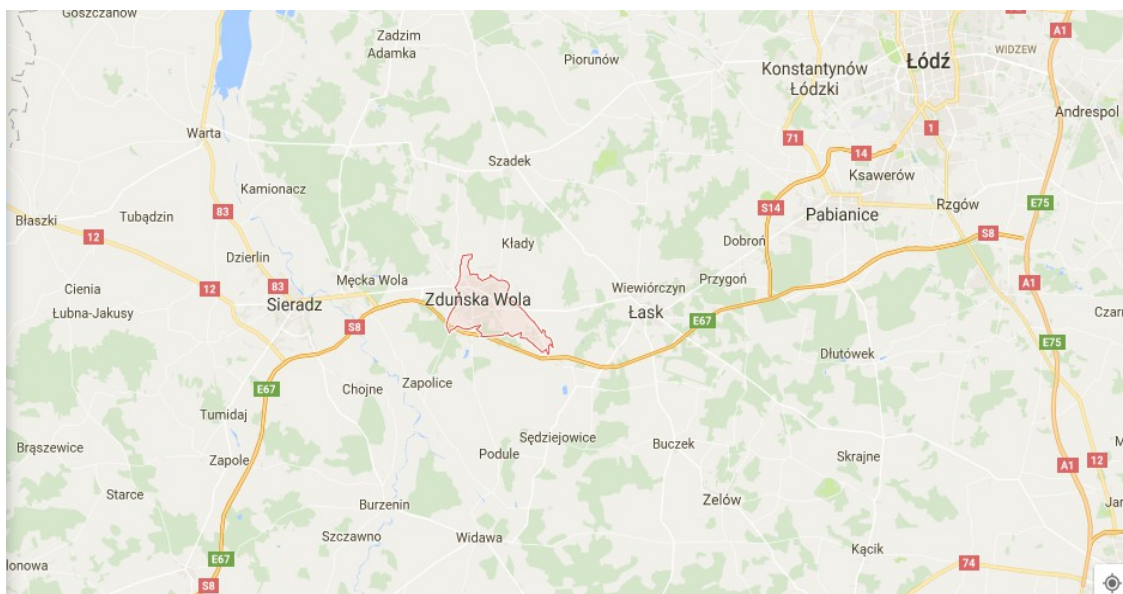 Goszczanów
Zadzim
Adamka
Piorunów
Łódź
WIDZEW
A1
Konstantynów
Łódzki
Andrespol
Warta
71
1
14
Szadek
Ksawerów
Kamionacz
83
S14
Pabianice
Rzgów
E75
Błaszki
Tubądzin
12
Kłady
Dobroń
S8
Dzierlin
83
Męcka Wola
Przygoń
A1
Cienia
12
Sieradz
Zduńska Wola
Wiewiórczyn
Łubna-Jakusy
S8
Łask
E67
Czarn
E75
Dłutówek
E67
Chojne
Zapolice
Tumidaj
Brąszewice
Sędziejowice
Buczek
Zapole
Podule
Skrajne
A1
12
Starce
Burzenin
Zelów
Szczawno
Widawa
Kącik
E67
74
S8